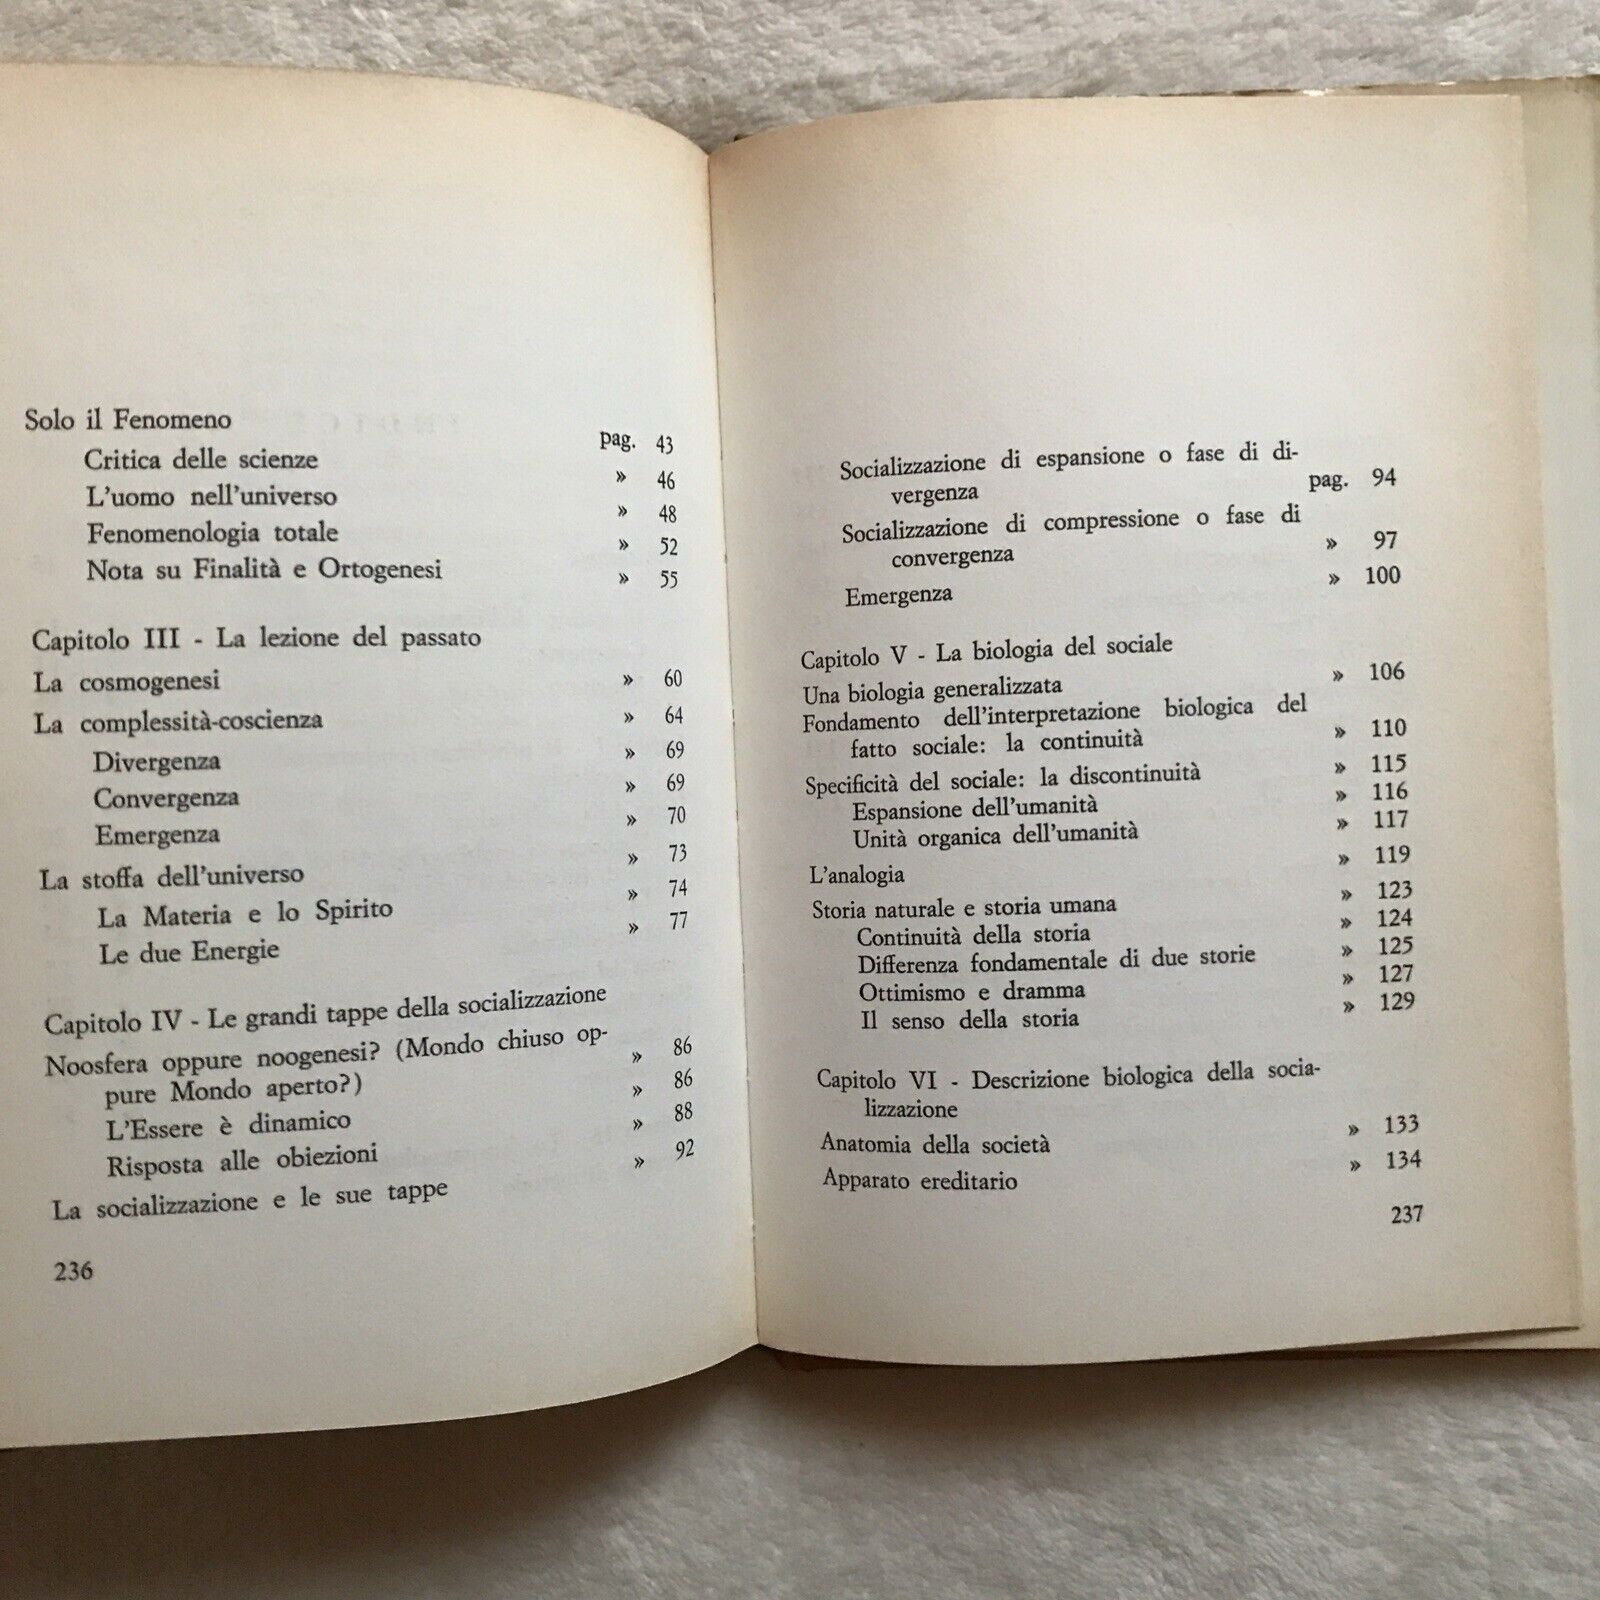 Solo il Fenomeno pag. 43
Critica delle scienze » 46
L'uomo nell'universo » 48
Fenomenologia totale » 52
Nota su Finalità e Ortogenesi » 55
Capitolo III - La lezione del passato
La cosmogenesi » 60
La complessità-coscienza » 64
Divergenza » 69
Convergenza » 69
Emergenza » 70
La stoffa dell'universo » 73
La Materia e lo Spirito » 74
Le due Energie » 77
Capitolo IV - Le grandi tappe della socializzazione
Noosfera oppure noogenesi? (Mondo chiuso op-
pure Mondo aperto?) » 86
L'Essere è dinamico » 86
Risposta alle obiezioni » 88
La socializzazione e le sue tappe » 92
236
Socializzazione di espansione o fase di di-
vergenza pag. 94
Socializzazione di compressione o fase di
convergenza » 97
Emergenza » 100
Capitolo V - La biologia del sociale
Una biologia generalizzata » 106
Fondamento dell'interpretazione biologica del
fatto sociale: la continuità » 110
Specificità del sociale: la discontinuità » 115
Espansione dell'umanità » 116
Unità organica dell'umanità » 117
L'analogia » 119
Storia naturale e storia umana » 123
Continuità della storia » 124
Differenza fondamentale di due storie » 125
Ottimismo e dramma » 127
Il senso della storia » 129
Capitolo VI - Descrizione biologica della socia-
lizzazione
Anatomia della società » 133
Apparato ereditario » 134
237